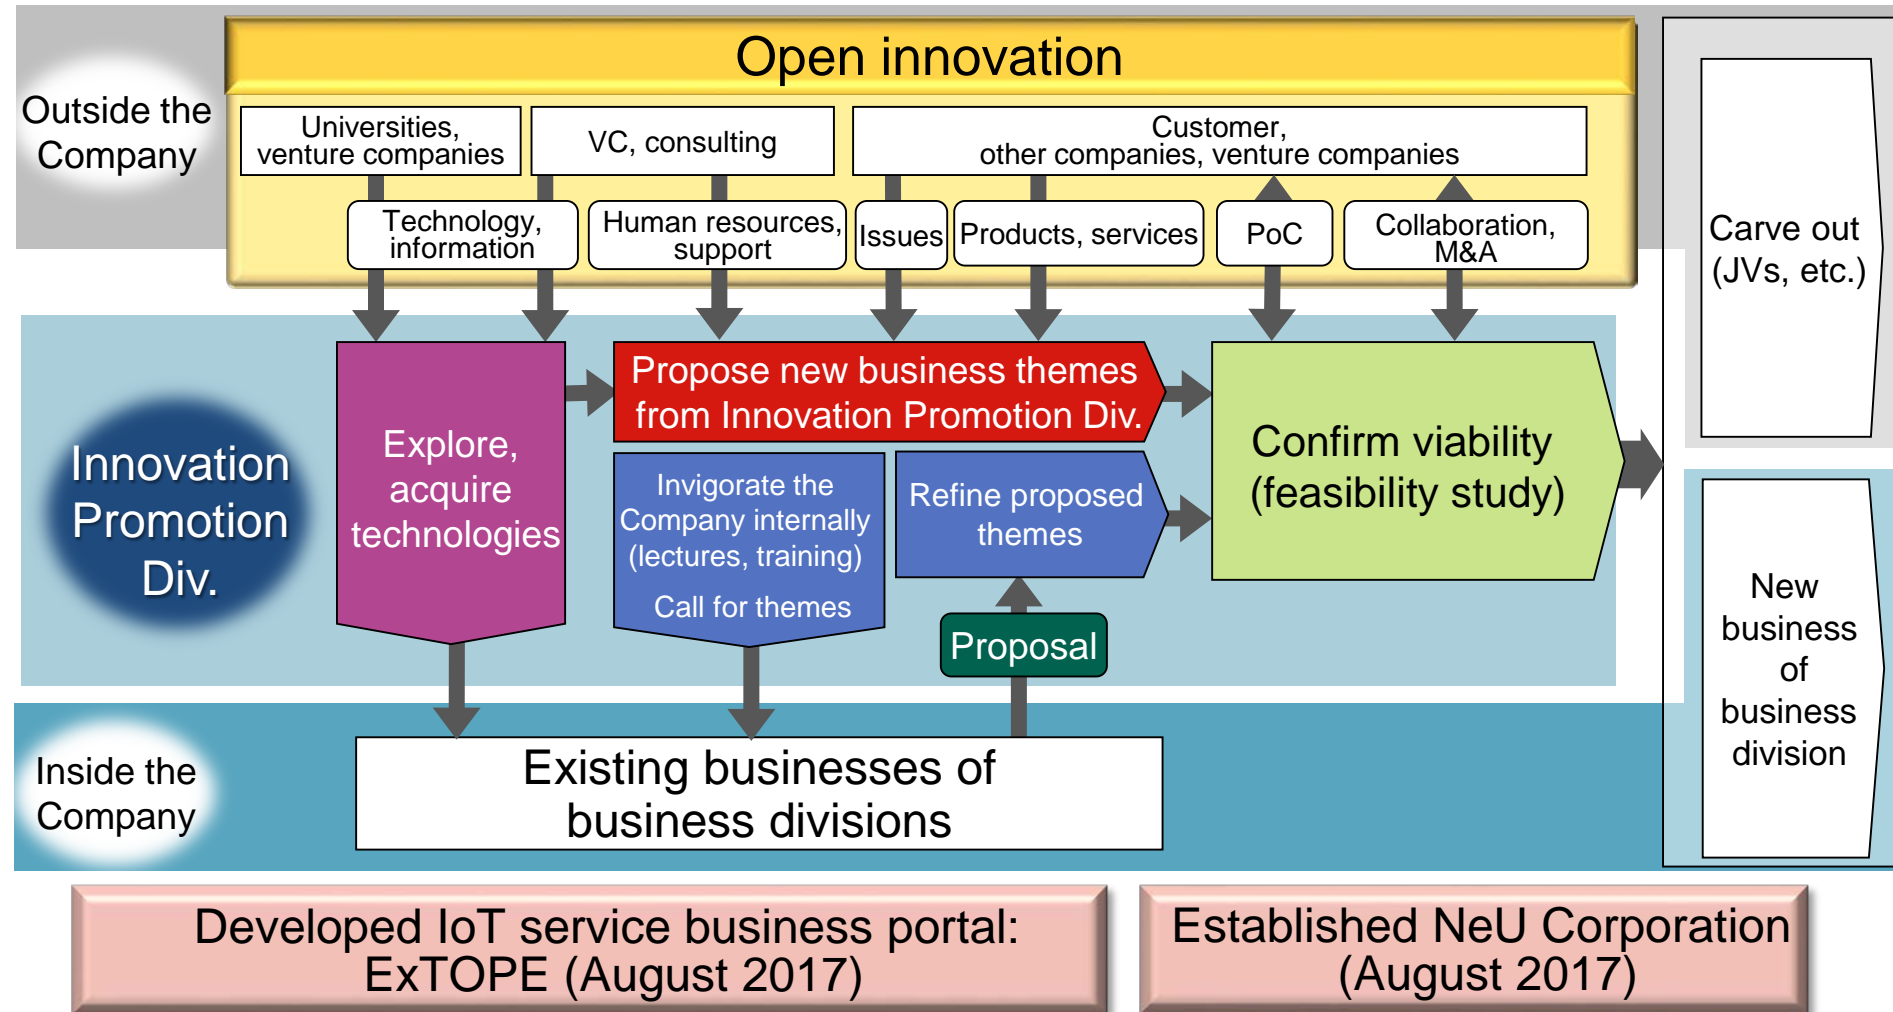 Open innovation
Outside the
Company
Universities,
venture companies
VC, consulting
Customer,
other companies, venture companies
Technology,
information
Human resources,
support
Issues
Products, services
PoC
Collaboration,
M&A
Carve out
(JVs, etc.)
Innovation
Promotion
Div.
Explore,
acquire
technologies
Propose new business themes
from Innovation Promotion Div.
Invigorate the
Company internally
(lectures, training)
Call for themes
Refine proposed
themes
Proposal
Confirm viability
(feasibility study)
New
business
of
business
division
Inside the
Company
Existing businesses of
business divisions
Developed IoT service business portal:
ExTOPE (August 2017)
Established NeU Corporation
(August 2017)